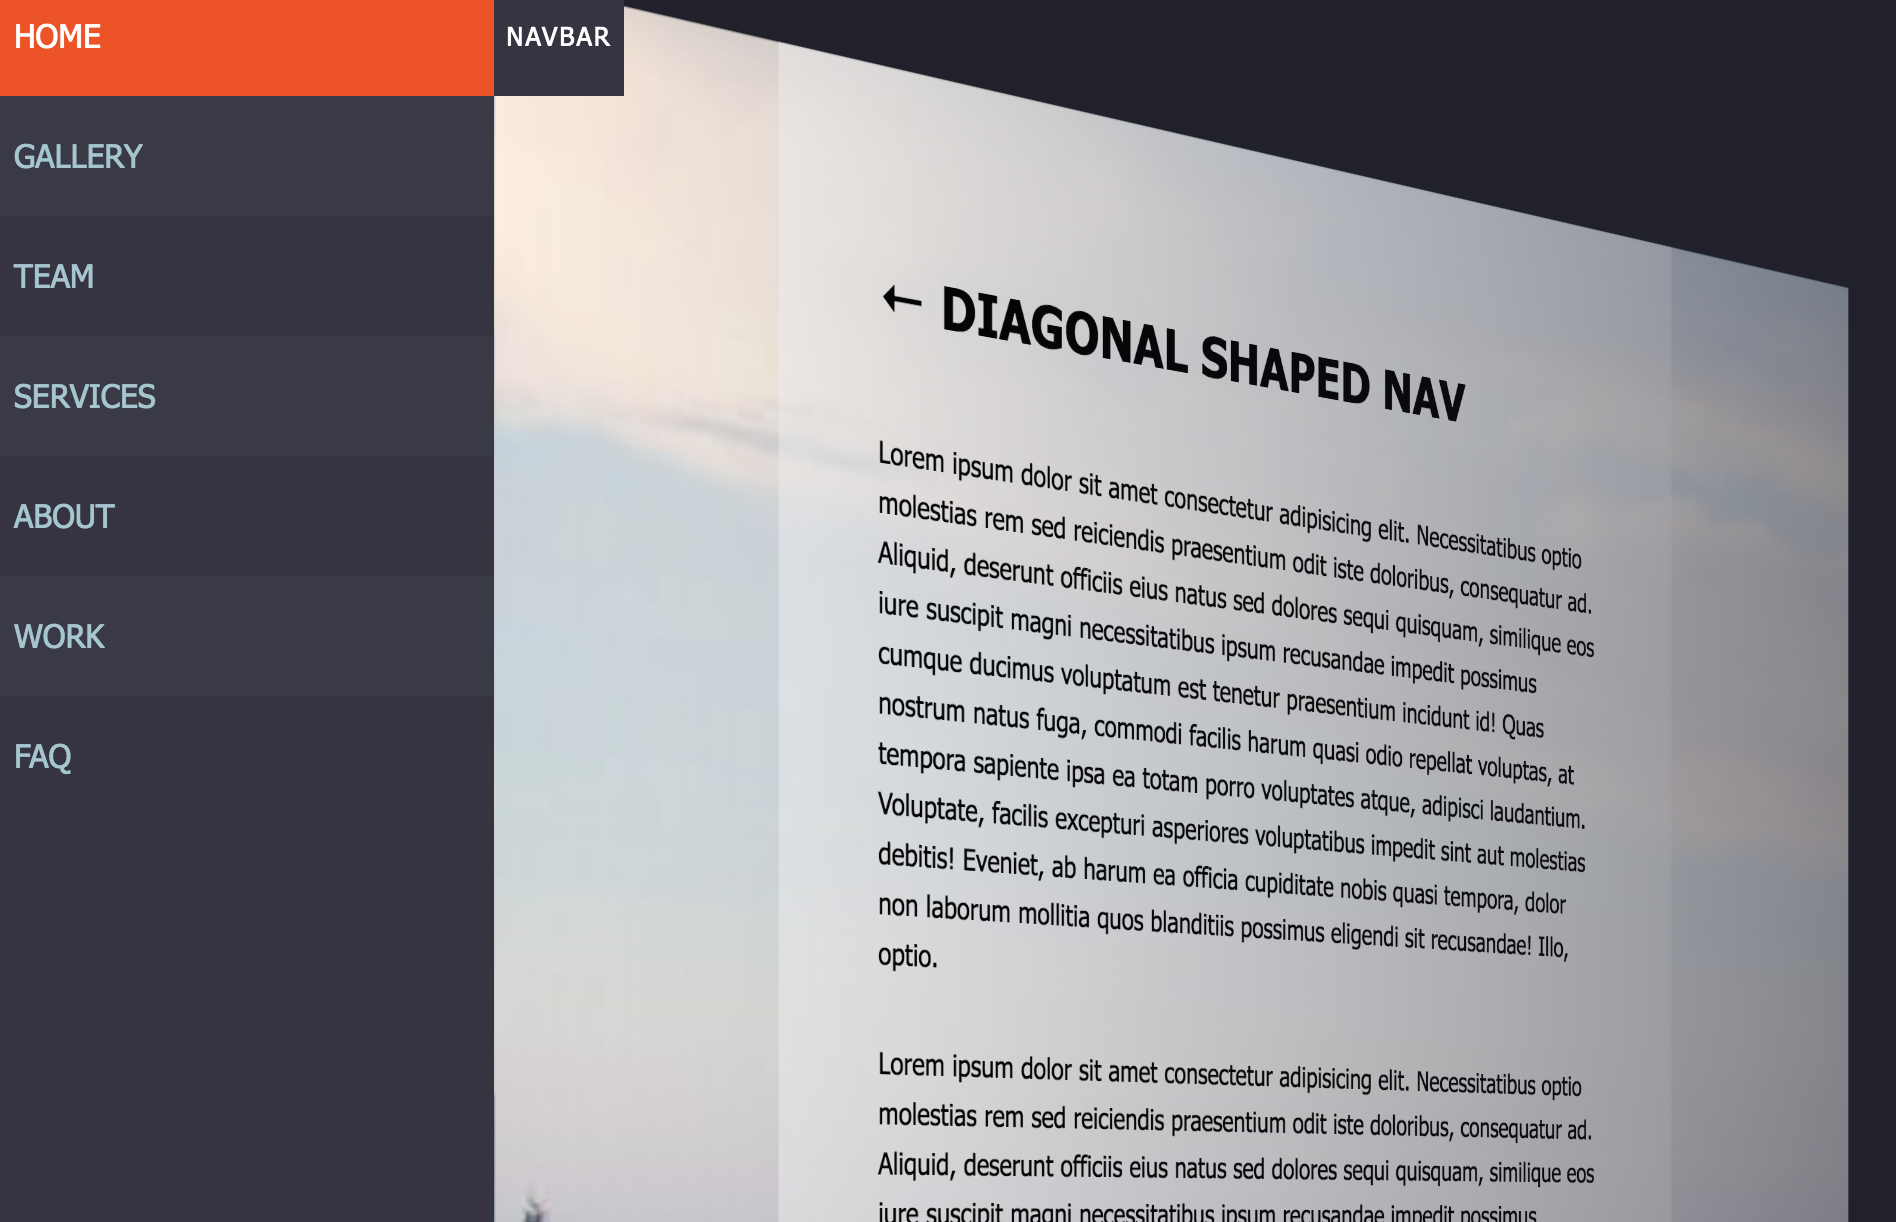 HOME
NAVBAR
GALLERY
TEAM
SERVICES
ABOUT
WORK
FAQ
← DIAGONAL SHAPED NAV
Lorem ipsum dolor sit amet consectetur adipisicing elit. Necessitatibus optio
molestias rem sed reiciendis praesentium odit iste doloribus, consequatur ad.
Aliquid, deserunt officiis eius natus sed dolores sequi quisquam, similique eos
iure suscipit magni necessitatibus ipsum recusandae impedit possimus
cumque ducimus voluptatum est tenetur praesentium incidunt id! Quas
nostrum natus fuga, commodi facilis harum quasi odio repellat voluptas, at
tempora sapiente ipsa ea totam porro voluptates atque, adipisci laudantium.
Voluptate, facilis excepturi asperiores voluptatibus impedit sint aut molestias
debitis! Eveniet, ab harum ea officia cupiditate nobis quasi tempora, dolor
non laborum mollitia quos blanditiis possimus eligendi sit recusandae! Illo,
optio.
Lorem ipsum dolor sit amet consectetur adipisicing elit. Necessitatibus optio
molestias rem sed reiciendis praesentium odit iste doloribus, consequatur ad.
Aliquid, deserunt officiis eius natus sed dolores sequi quisquam, similique eos
iure suscipit magni necessitatibus ipsum recusandae impedit possimus